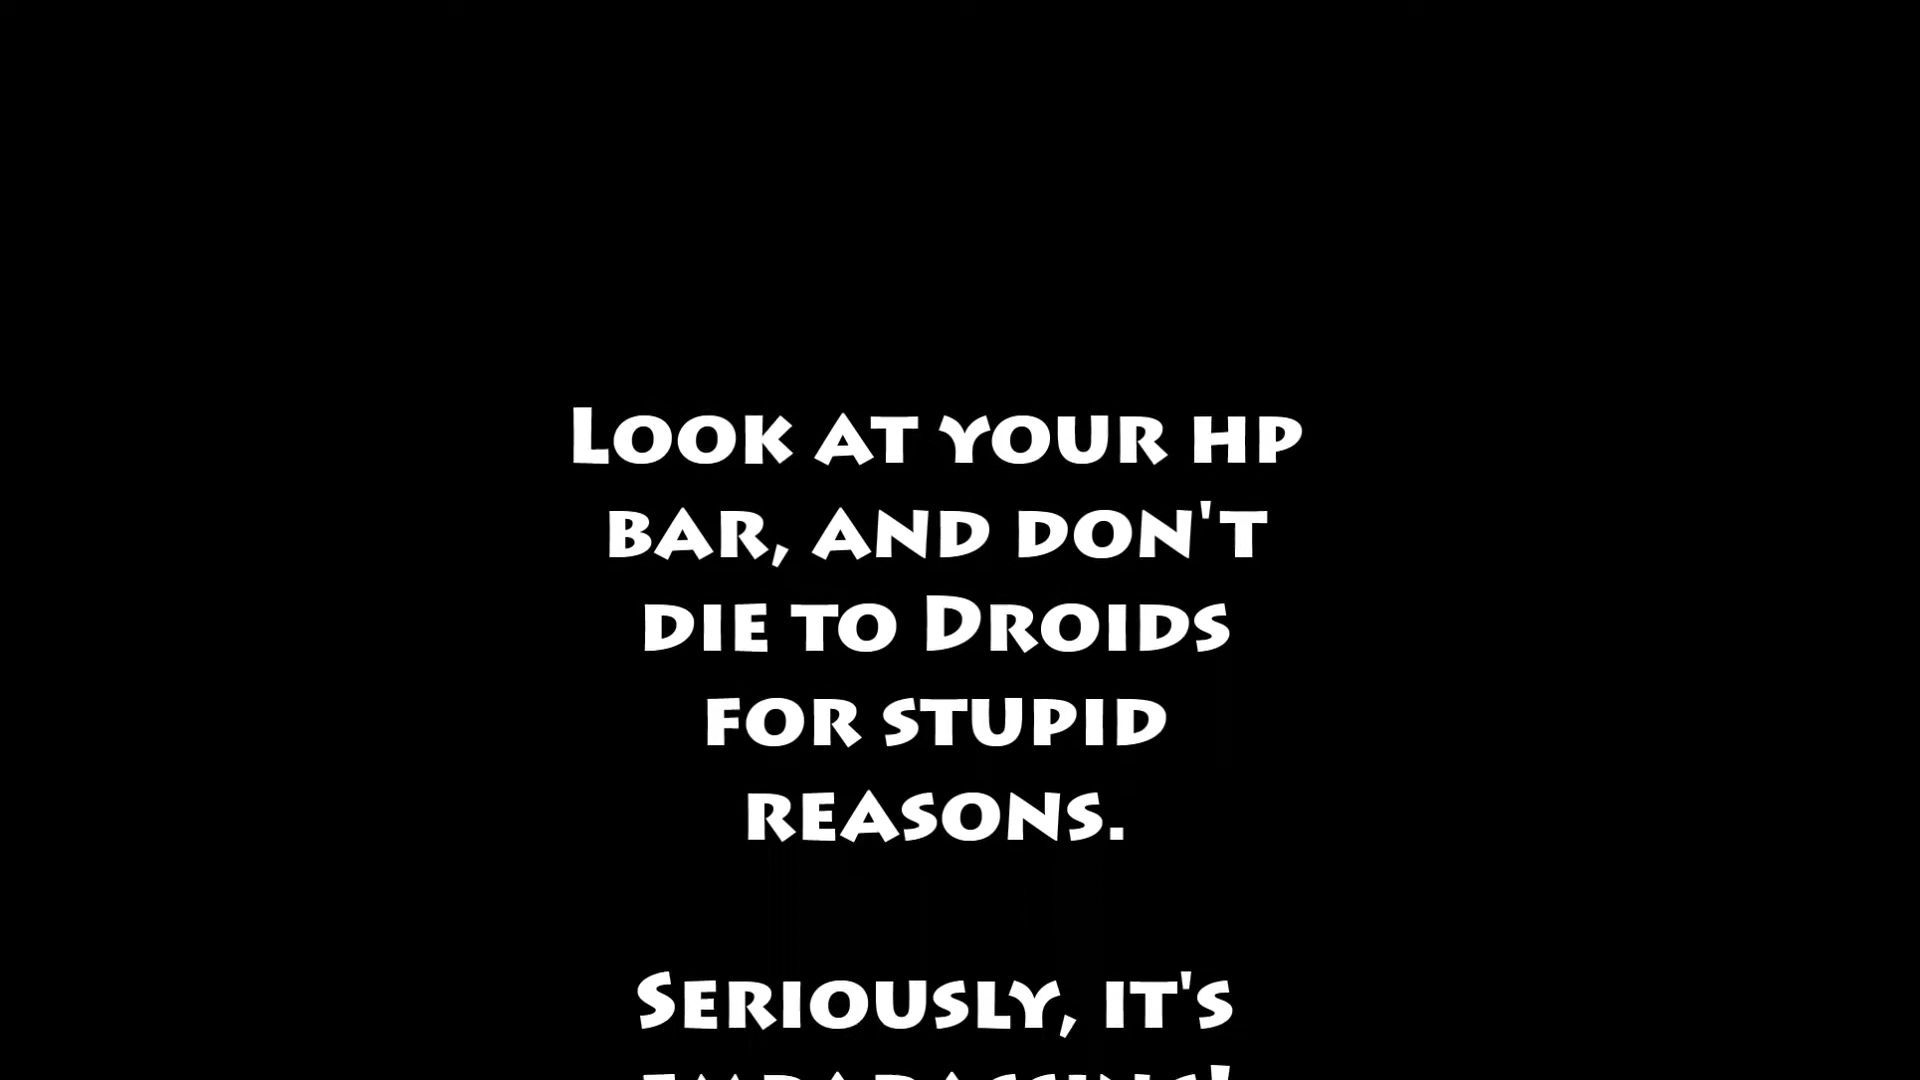 Look at your hp
bar, and don't
die to Droids
for stupid
reasons.
Seriously, it's